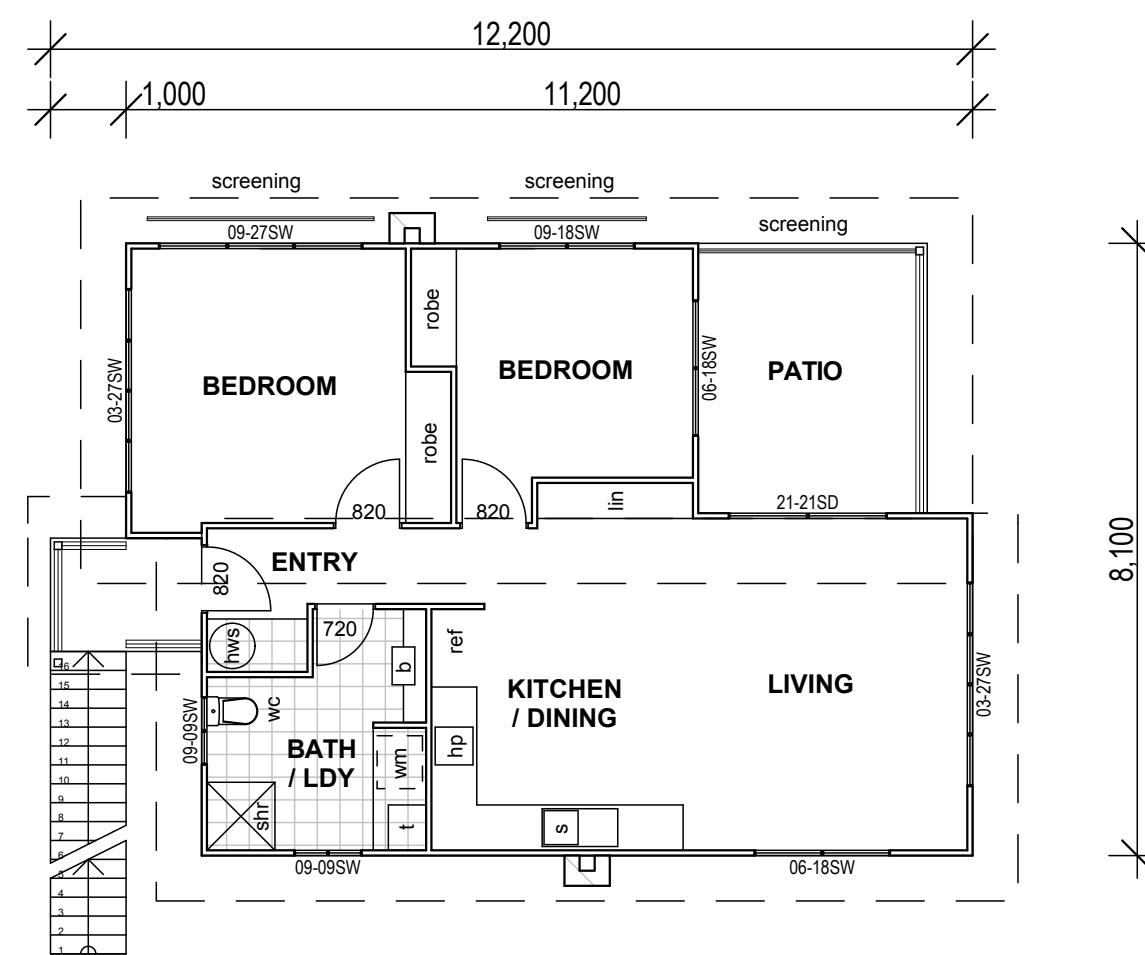 12,200
1,000
11,200
screening
screening
screening
09-27SW
09-18SW
robe
BEDROOM
BEDROOM
PATIO
03-27SW
06-18SW
robe
lin
21-21SD
820
820
8,100
ENTRY
820
720
hws
ref
b
wc
KITCHEN
/ DINING
LIVING
03-27SW
09-09SW
hp
BATH
/ LDY
wm
shr
t
s
09-09SW
06-18SW
16
15
14
13
12
11
10
9
8
7
6
5
4
3
2
1